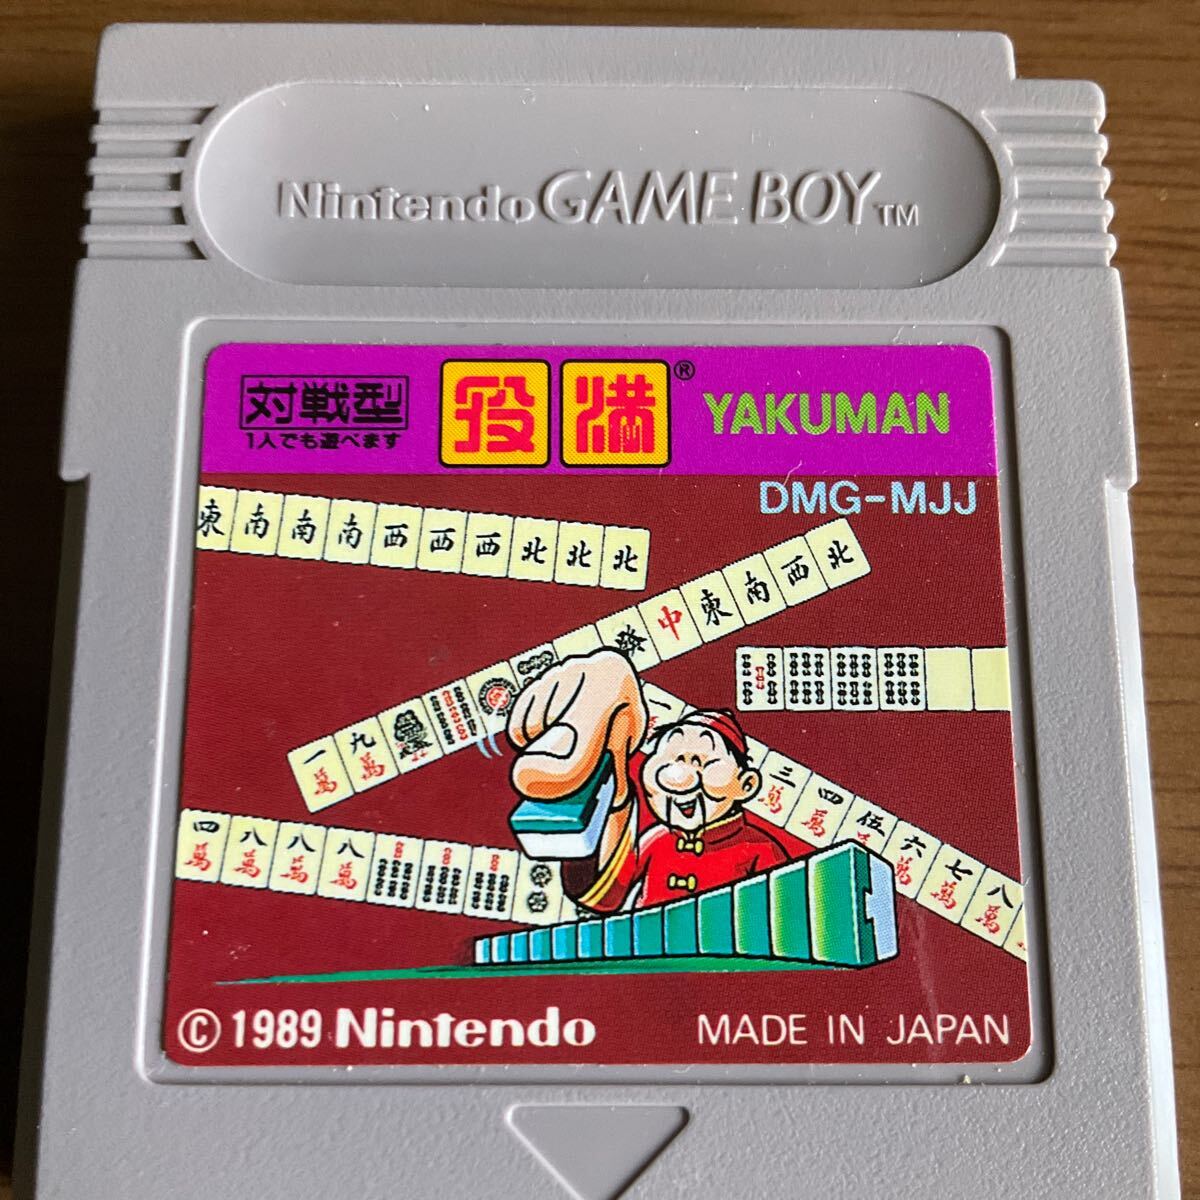 Nintendo GAME BOY TM
対戦型
1人でも遊べます
役満®
YAKUMAN
DMG-MJJ
東南南南西西西北北北
中東南西北
一萬 九萬
一 三萬 四萬 伍萬 六萬 七萬 八萬
四萬 八萬 八萬 八萬
© 1989 Nintendo
MADE IN JAPAN